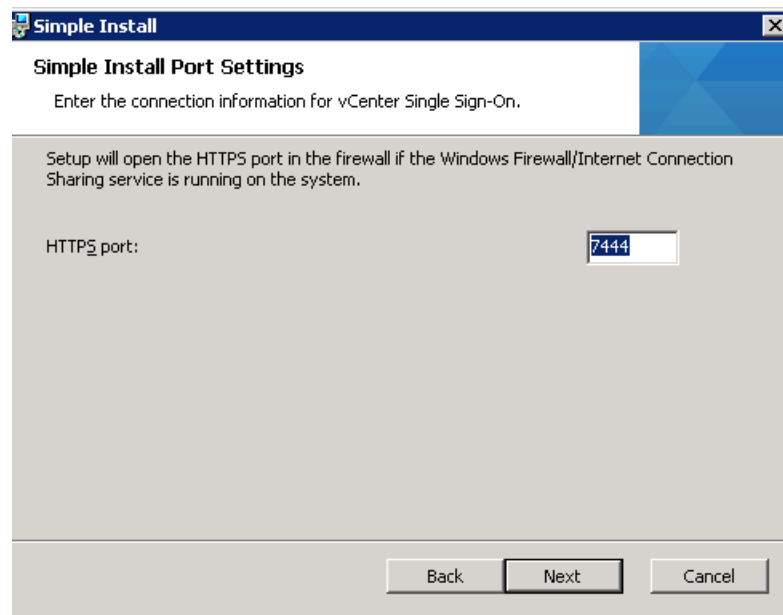 Simple Install
Simple Install Port Settings
Enter the connection information for vCenter Single Sign-On.
Setup will open the HTTPS port in the firewall if the Windows Firewall/Internet Connection
Sharing service is running on the system.
HTTPS port: 7444
Back Next Cancel